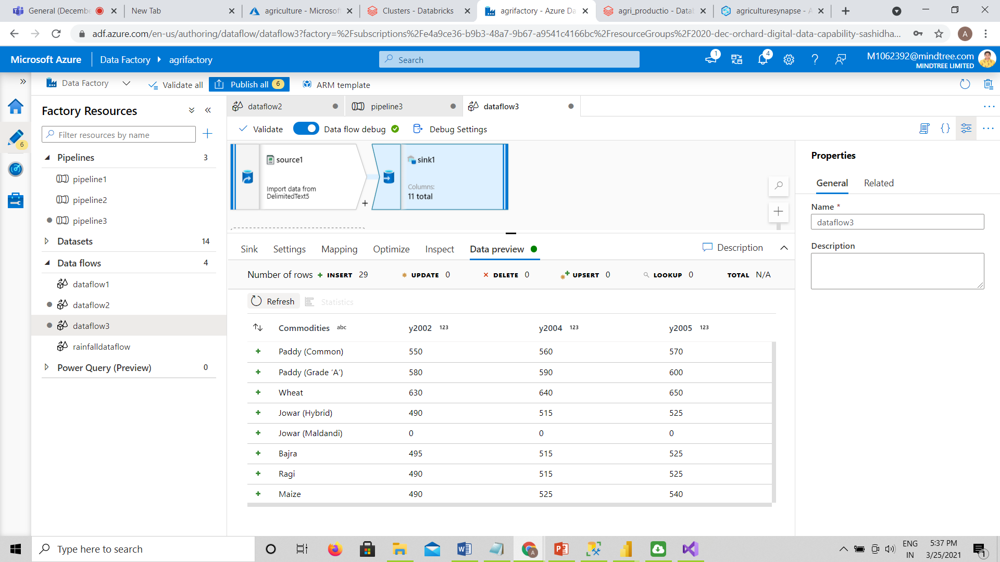 General (Decembe
New Tab
agriculture - Microsof
Clusters - Databricks
agrifactory - Azure Da
agri_productio - Datab
agriculturesynapse - A
adf.azure.com/en-us/authoring/dataflow/dataflow3?factory=%2Fsubscriptions%2Fe4a9ce36-b9b3-48a7-9b67-a9541c4166bc%2FresourceGroups%2F2020-dec-orchard-digital-data-capability-sashidha...
A
Microsoft Azure
Data Factory
agrifactory
Search
1
4
M1062392@mindtree.com
MINDTREE LIMITED
Data Factory
Validate all
Publish all 6
ARM template
6
Factory Resources
Filter resources by name
Pipelines 3
pipeline1
pipeline2
pipeline3
Datasets 14
Data flows 4
dataflow1
dataflow2
dataflow3
rainfalldataflow
Power Query (Preview) 0
dataflow2
pipeline3
dataflow3
Validate
Data flow debug
Debug Settings
source1
Import data from
DelimitedText5
+
sink1
Columns:
11 total
Sink Settings Mapping Optimize Inspect Data preview Description
Number of rows + INSERT 29 UPDATE 0 DELETE 0 UPSERT 0 LOOKUP 0 TOTAL N/A
Refresh Statistics
Commodities abc y2002 123 y2004 123 y2005 123
+ Paddy (Common) 550 560 570
+ Paddy (Grade ‘A’) 580 590 600
+ Wheat 630 640 650
+ Jowar (Hybrid) 490 515 525
+ Jowar (Maldandi) 0 0 0
+ Bajra 495 515 525
+ Ragi 490 515 525
+ Maize 490 525 540
Properties
General Related
Name *
dataflow3
Description
Type here to search
ENG
IN
5:37 PM
3/25/2021
1